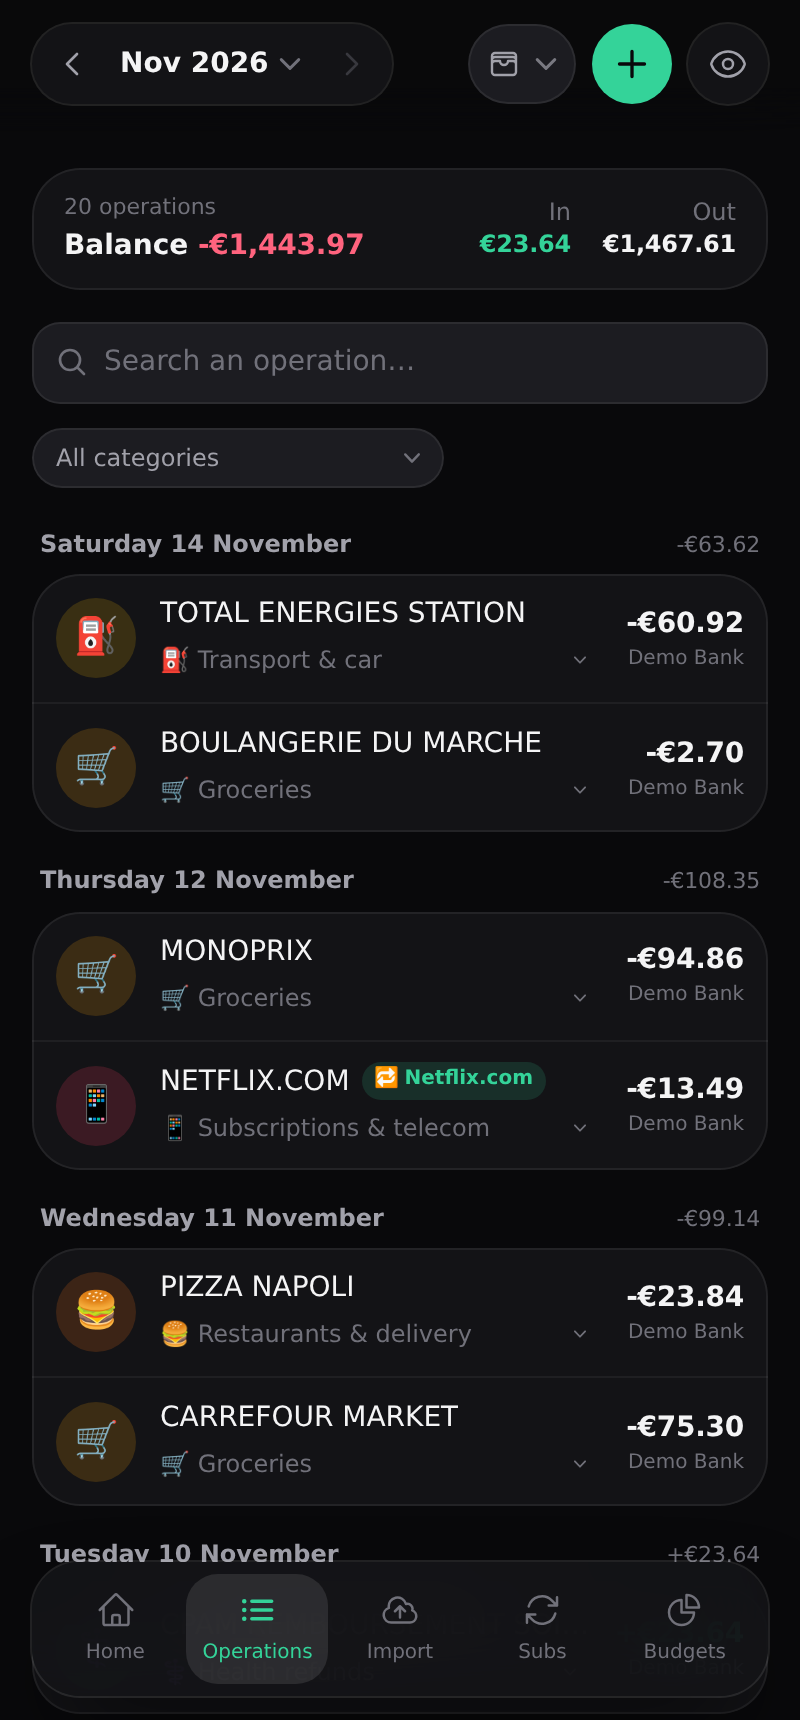 Nov 2026
20 operations
Balance -€1,443.97
In
€23.64
Out
€1,467.61
Search an operation...
All categories
Saturday 14 November
-€63.62
TOTAL ENERGIES STATION
-€60.92
Transport & car
Demo Bank
BOULANGERIE DU MARCHE
-€2.70
Groceries
Demo Bank
Thursday 12 November
-€108.35
MONOPRIX
-€94.86
Groceries
Demo Bank
NETFLIX.COM
Netflix.com
-€13.49
Subscriptions & telecom
Demo Bank
Wednesday 11 November
-€99.14
PIZZA NAPOLI
-€23.84
Restaurants & delivery
Demo Bank
CARREFOUR MARKET
-€75.30
Groceries
Demo Bank
Tuesday 10 November
+€23.64
Home
Operations
Import
Subs
Budgets
Health refunds
Demo Bank